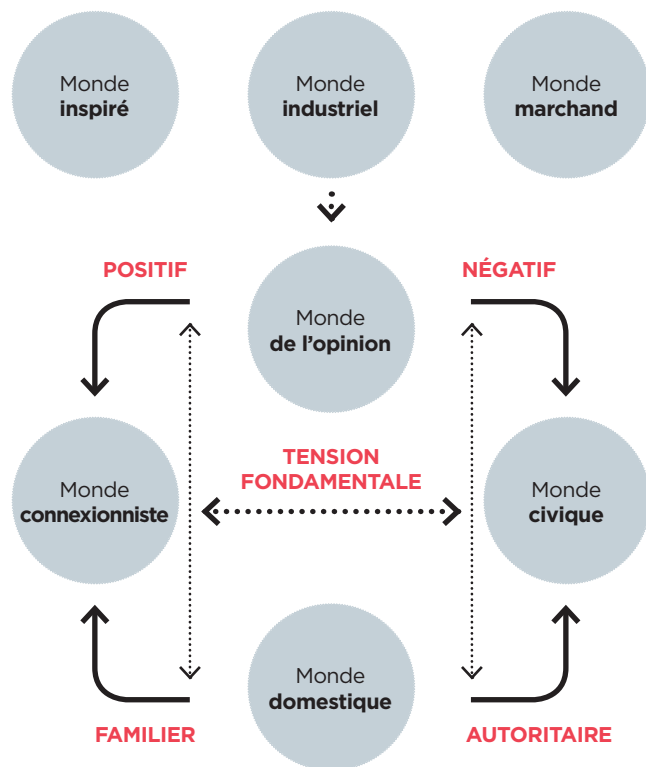 Monde
inspiré
Monde
industriel
Monde
marchand
POSITIF
NÉGATIF
Monde
de l'opinion
TENSION
FONDAMENTALE
Monde
connexionniste
Monde
civique
Monde
domestique
FAMILIER
AUTORITAIRE